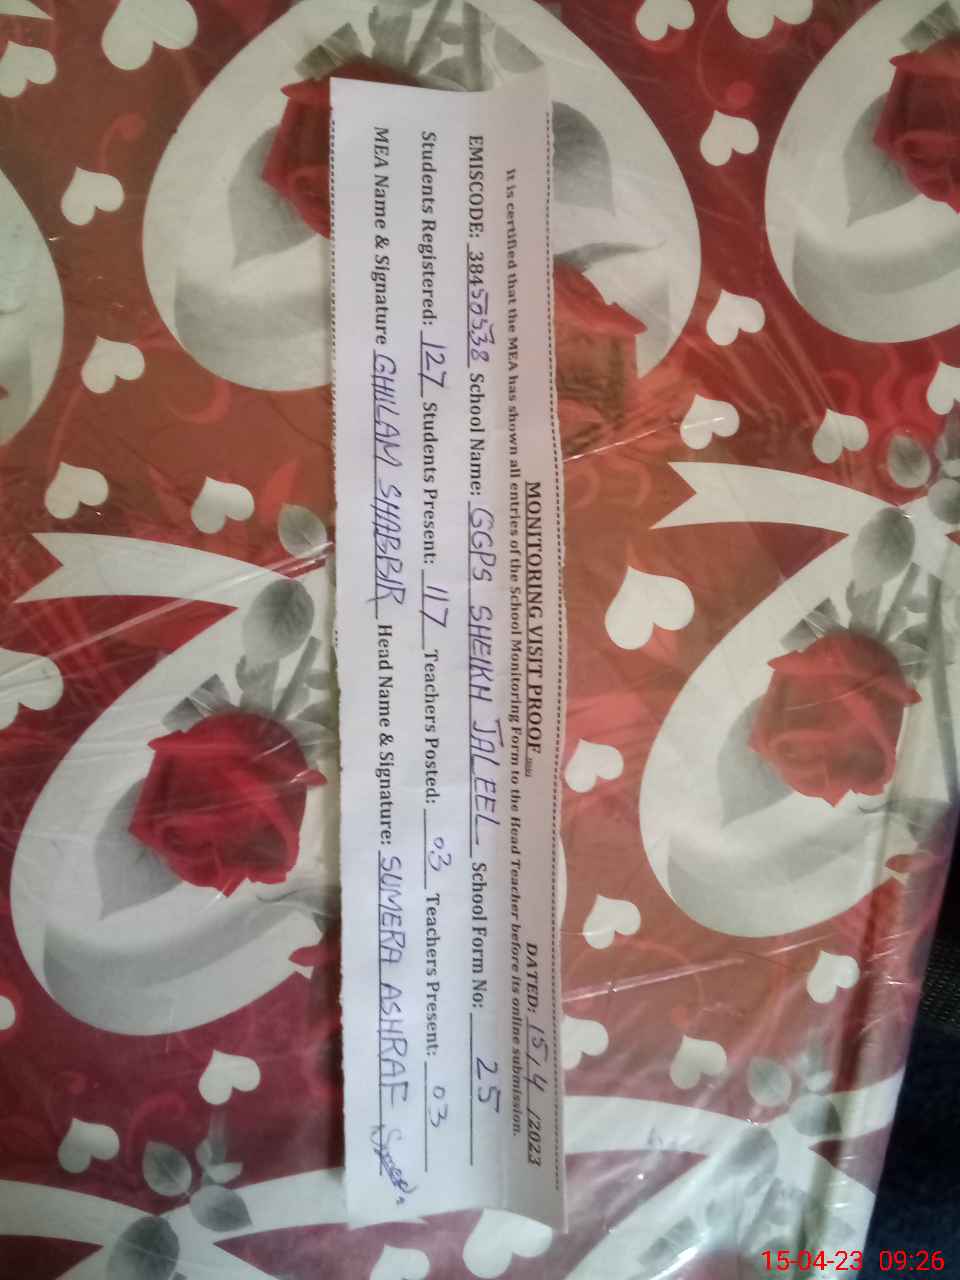 MONITORING VISIT PROOF
DATED: 15/4/2023
It is certified that the MEA has shown all entries of the School Monitoring Form to the Head Teacher before its online submission.
EMISCODE: 38450538 School Name: GGPS SHEIKH JALEEL School Form No: 25
Students Registered: 127 Students Present: 117 Teachers Posted: 03 Teachers Present: 03
MEA Name & Signature GHULAM SHABBIR Head Name & Signature: SUMERA ASHRAF
15-04-23 09:26